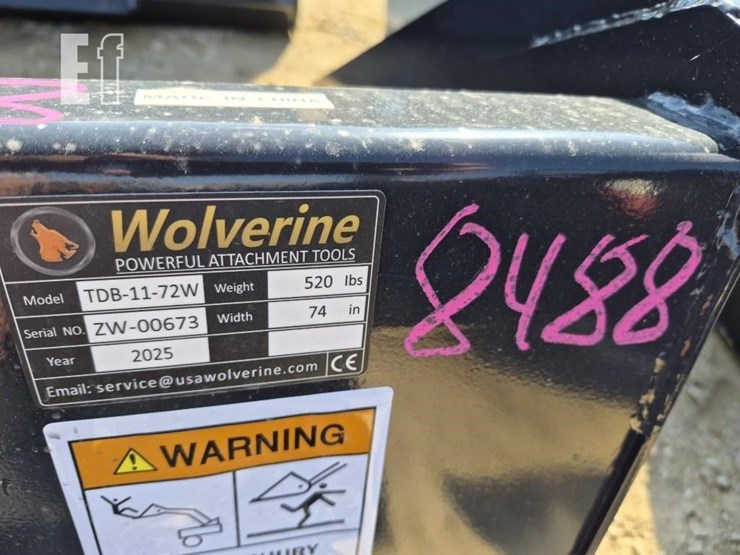 Ef
MADE IN CHINA
Wolverine
POWERFUL ATTACHMENT TOOLS
Model TDB-11-72W Weight 520 lbs
Serial NO. ZW-00673 Width 74 in
Year 2025
Email: service@usawolverine.com CE
8488
WARNING